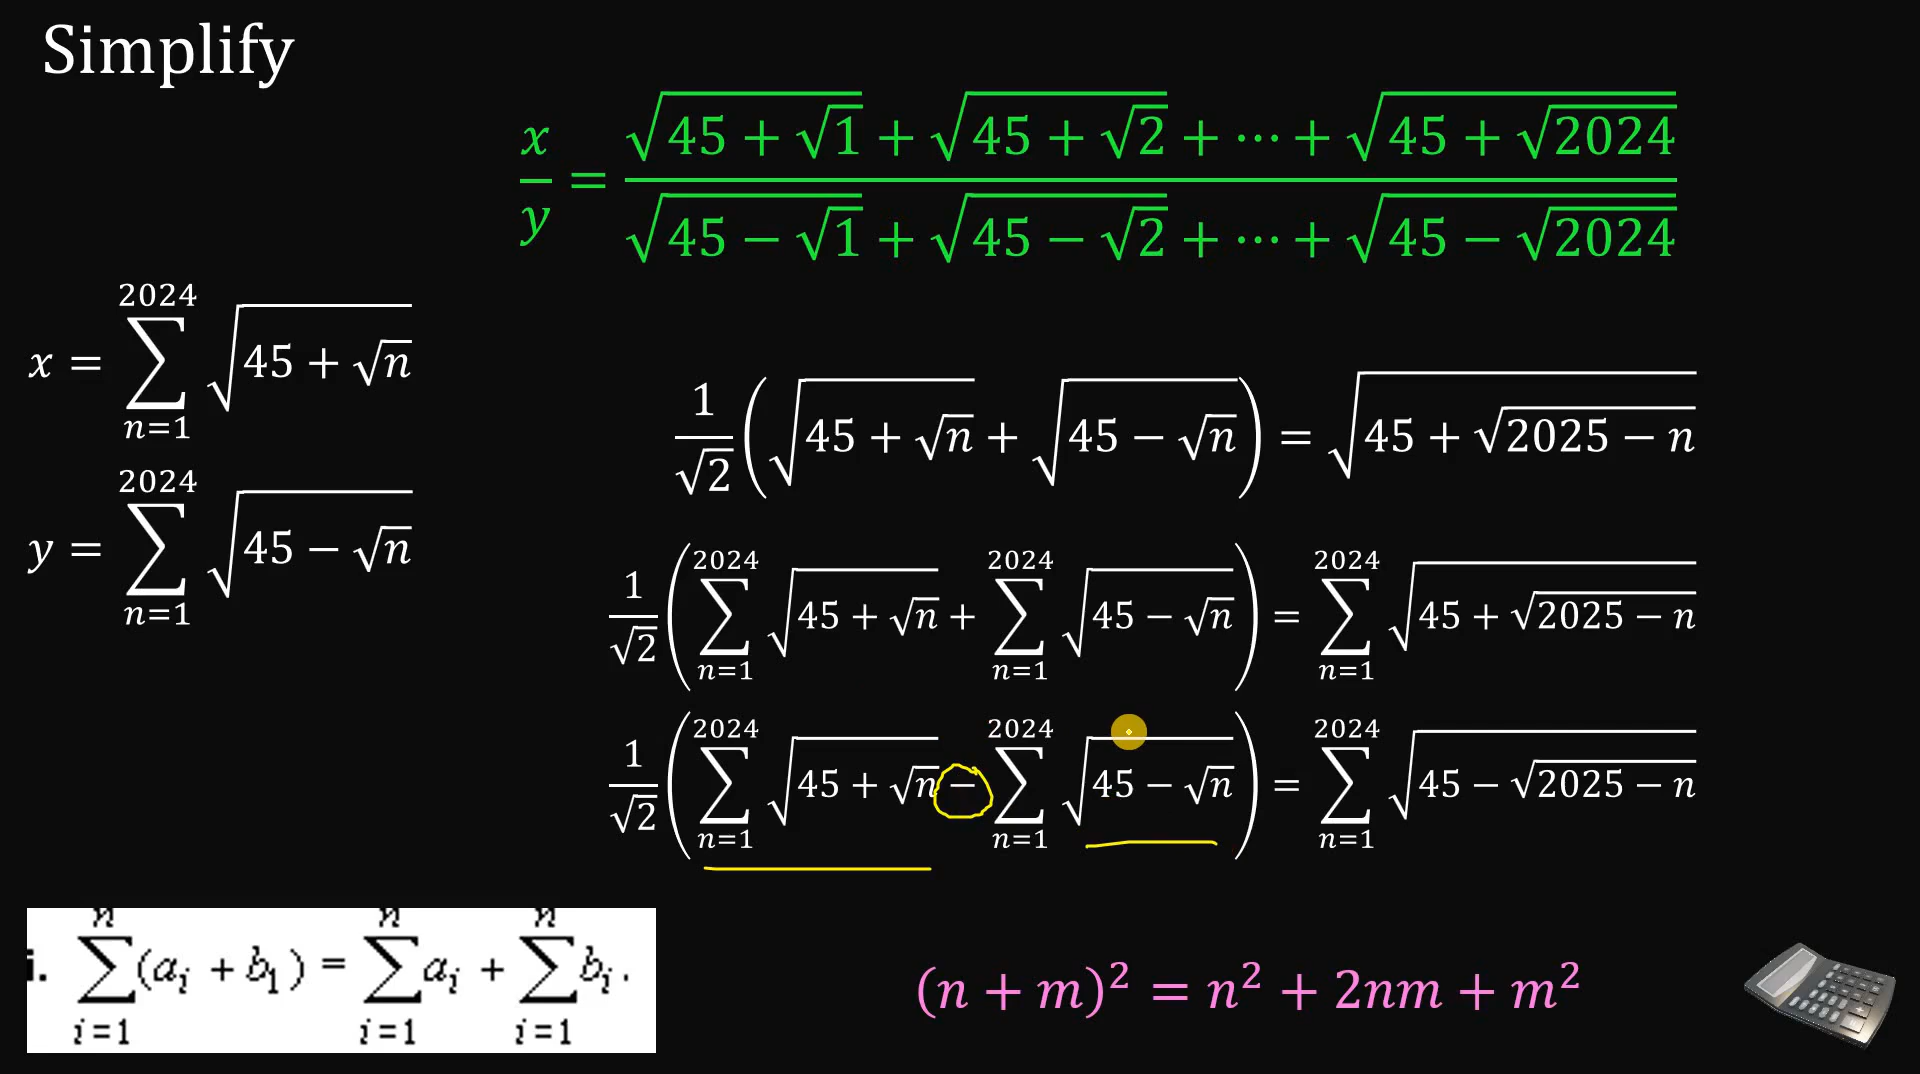 Simplify
x/y = (√(45 + √1) + √(45 + √2) + ⋯ + √(45 + √2024)) / (√(45 − √1) + √(45 − √2) + ⋯ + √(45 − √2024))
x = ∑_{n=1}^{2024} √(45 + √n)
y = ∑_{n=1}^{2024} √(45 − √n)
1/√2 (√(45 + √n) + √(45 − √n)) = √(45 + √(2025 − n))
1/√2 (∑_{n=1}^{2024} √(45 + √n) + ∑_{n=1}^{2024} √(45 − √n)) = ∑_{n=1}^{2024} √(45 + √(2025 − n))
1/√2 (∑_{n=1}^{2024} √(45 + √n) − ∑_{n=1}^{2024} √(45 − √n)) = ∑_{n=1}^{2024} √(45 − √(2025 − n))
i. ∑_{i=1}^{n} (a_i + b_1) = ∑_{i=1}^{n} a_i + ∑_{i=1}^{n} b_i.
(n + m)² = n² + 2nm + m²